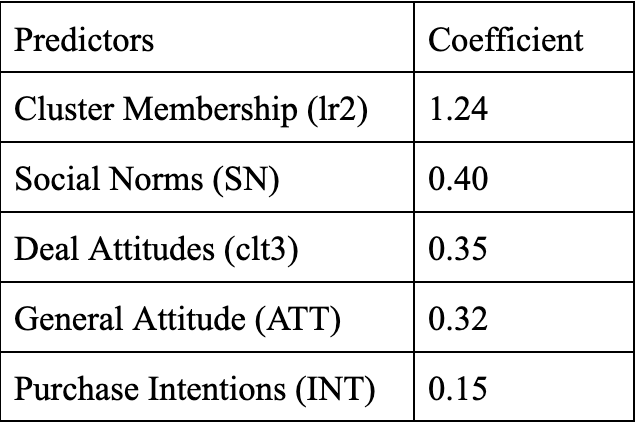 Predictors Coefficient
Cluster Membership (lr2) 1.24
Social Norms (SN) 0.40
Deal Attitudes (clt3) 0.35
General Attitude (ATT) 0.32
Purchase Intentions (INT) 0.15